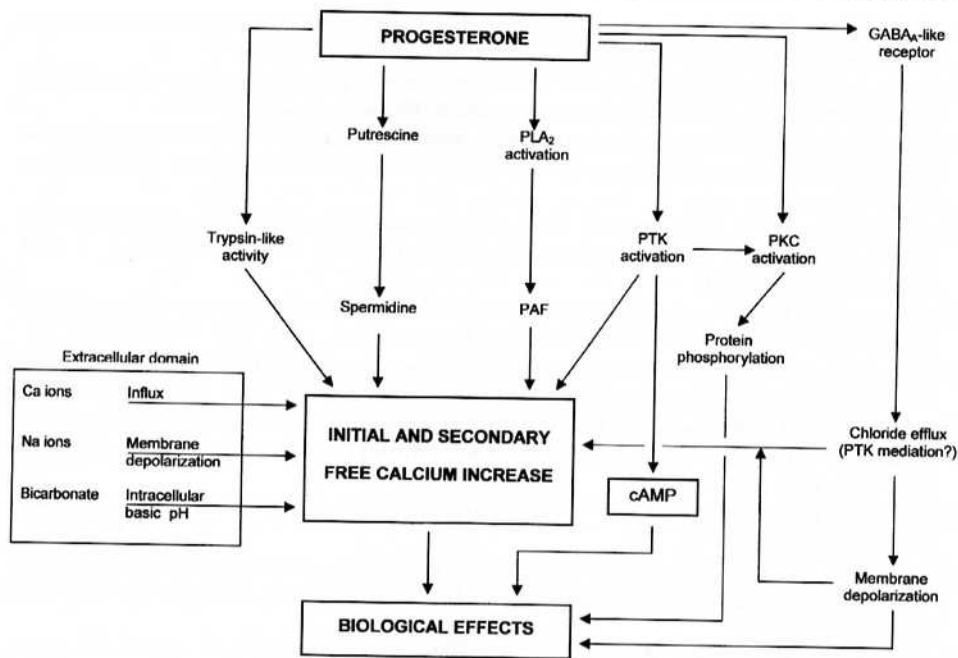 PROGESTERONE
GABAA-like
receptor
Putrescine
PLA2
activation
Trypsin-like
activity
PTK
activation
PKC
activation
Spermidine
PAF
Protein
phosphorylation
Extracellular domain
Ca ions
Influx
Na ions
Membrane
depolarization
Bicarbonate
Intracellular
basic pH
INITIAL AND SECONDARY
FREE CALCIUM INCREASE
Chloride efflux
(PTK mediation?)
cAMP
Membrane
depolarization
BIOLOGICAL EFFECTS